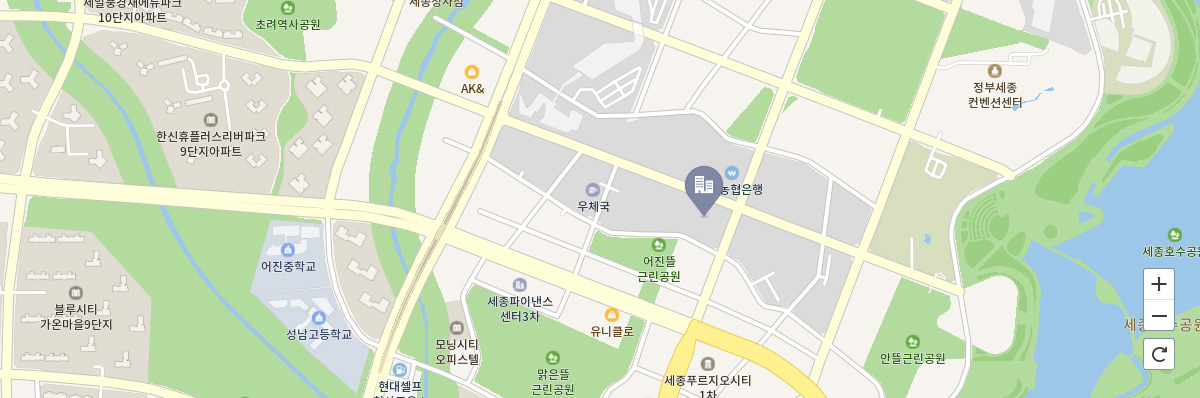 세종청사점
10단지아파트
초려역사공원
AK&
정부세종
컨벤션센터
한신휴플러스리버파크
9단지아파트
농협은행
우체국
세종호수공원
어진뜰
근린공원
어진중학교
세종파이낸스
센터3차
블루시티
가온마을9단지
유니클로
성남고등학교
모닝시티
오피스텔
안뜰근린공원
맑은뜰
근린공원
세종푸르지오시티
1차
현대셀프